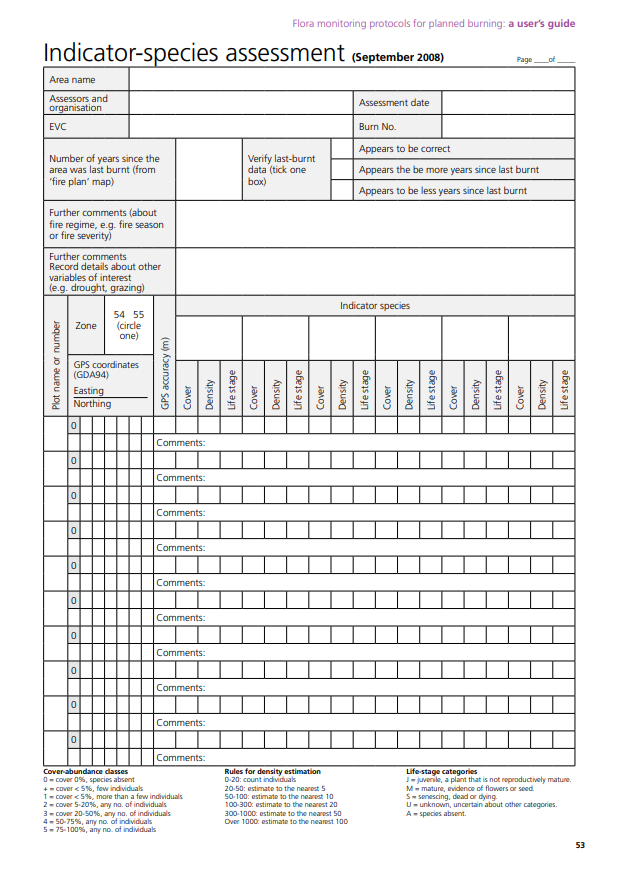 Flora monitoring protocols for planned burning: a user's guide
Indicator-species assessment (September 2008)
Page ____of _____
Area name
Assessors and
organisation
Assessment date
EVC
Burn No.
Number of years since the
area was last burnt (from
'fire plan' map)
Verify last-burnt
data (tick one
box)
Appears to be correct
Appears the be more years since last burnt
Appears to be less years since last burnt
Further comments (about
fire regime, e.g. fire season
or fire severity)
Further comments
Record details about other
variables of interest
(e.g. drought, grazing)
Plot name or number
Zone
54 55
(circle
one)
GPS coordinates
(GDA94)
Easting
Northing
GPS accuracy (m)
Indicator species
Cover Density Life stage Cover Density Life stage Cover Density Life stage Cover Density Life stage Cover Density Life stage Cover Density Life stage
0
Comments:
0
Comments:
0
Comments:
0
Comments:
0
Comments:
0
Comments:
0
Comments:
0
Comments:
0
Comments:
0
Comments:
Cover-abundance classes
0 = cover 0%, species absent
+ = cover < 5%, few individuals
1 = cover < 5%, more than a few individuals
2 = cover 5-20%, any no. of individuals
3 = cover 20-50%, any no. of individuals
4 = 50-75%, any no. of individuals
5 = 75-100%, any no. of individuals
Rules for density estimation
0-20: count individuals
20-50: estimate to the nearest 5
50-100: estimate to the nearest 10
100-300: estimate to the nearest 20
300-1000: estimate to the nearest 50
Over 1000: estimate to the nearest 100
Life-stage categories
J = juvenile, a plant that is not reproductively mature.
M = mature, evidence of flowers or seed.
S = senescing, dead or dying.
U = unknown, uncertain about other categories.
A = species absent.
53